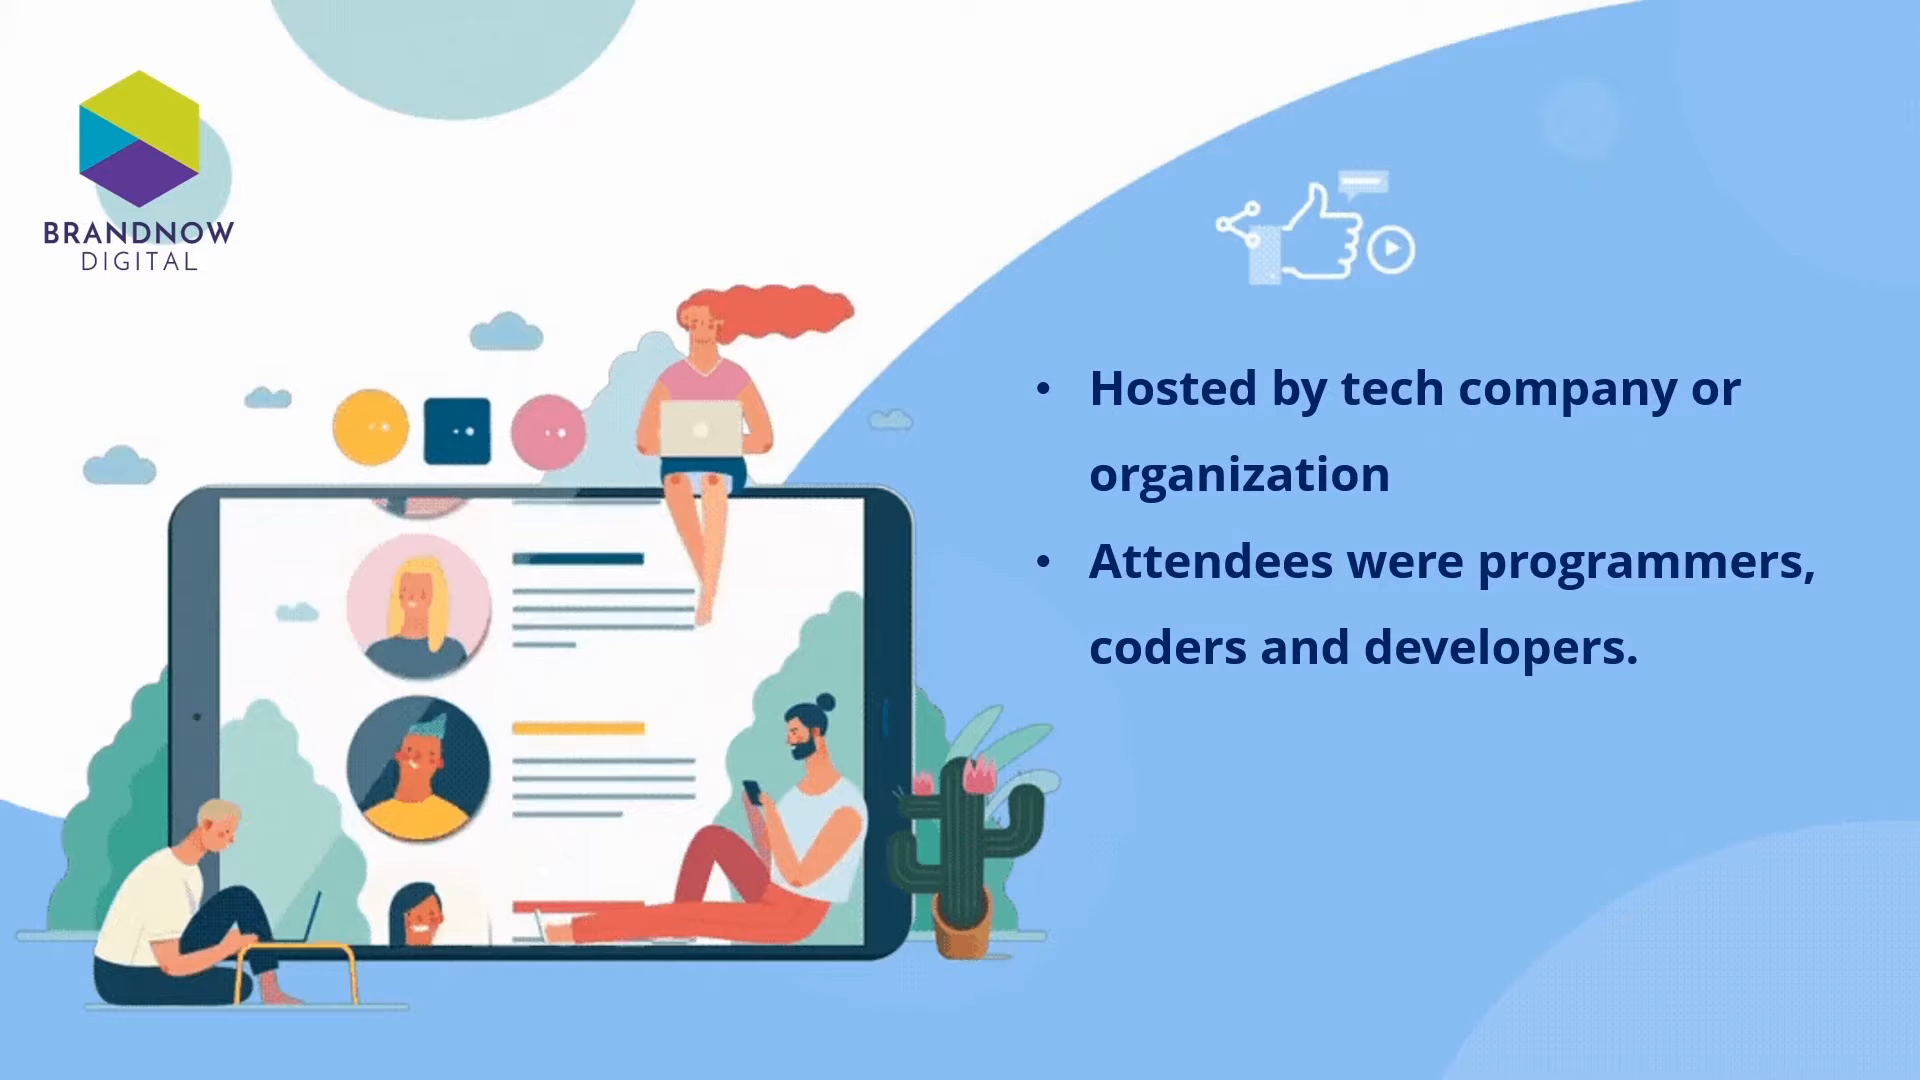 BRANDNOW
DIGITAL
• Hosted by tech company or
organization
• Attendees were programmers,
coders and developers.